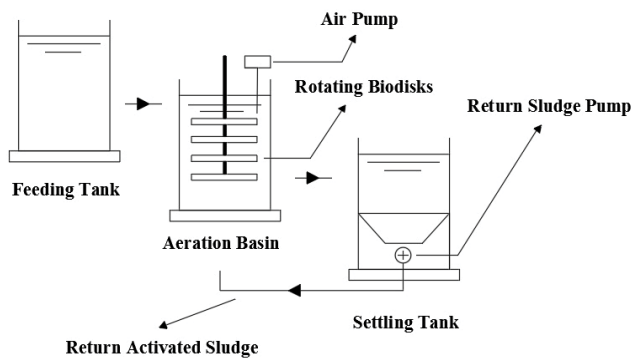 Air Pump
Rotating Biodisks
Return Sludge Pump
Feeding Tank
Aeration Basin
Settling Tank
Return Activated Sludge